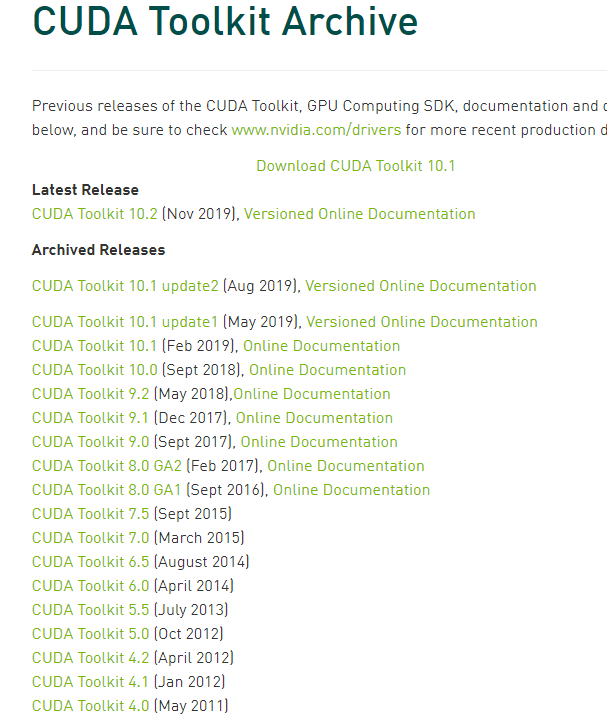 CUDA Toolkit Archive
Previous releases of the CUDA Toolkit, GPU Computing SDK, documentation and
below, and be sure to check www.nvidia.com/drivers for more recent production
Download CUDA Toolkit 10.1
Latest Release
CUDA Toolkit 10.2 (Nov 2019), Versioned Online Documentation
Archived Releases
CUDA Toolkit 10.1 update2 (Aug 2019), Versioned Online Documentation
CUDA Toolkit 10.1 update1 (May 2019), Versioned Online Documentation
CUDA Toolkit 10.1 (Feb 2019), Online Documentation
CUDA Toolkit 10.0 (Sept 2018), Online Documentation
CUDA Toolkit 9.2 (May 2018),Online Documentation
CUDA Toolkit 9.1 (Dec 2017), Online Documentation
CUDA Toolkit 9.0 (Sept 2017), Online Documentation
CUDA Toolkit 8.0 GA2 (Feb 2017), Online Documentation
CUDA Toolkit 8.0 GA1 (Sept 2016), Online Documentation
CUDA Toolkit 7.5 (Sept 2015)
CUDA Toolkit 7.0 (March 2015)
CUDA Toolkit 6.5 (August 2014)
CUDA Toolkit 6.0 (April 2014)
CUDA Toolkit 5.5 (July 2013)
CUDA Toolkit 5.0 (Oct 2012)
CUDA Toolkit 4.2 (April 2012)
CUDA Toolkit 4.1 (Jan 2012)
CUDA Toolkit 4.0 (May 2011)